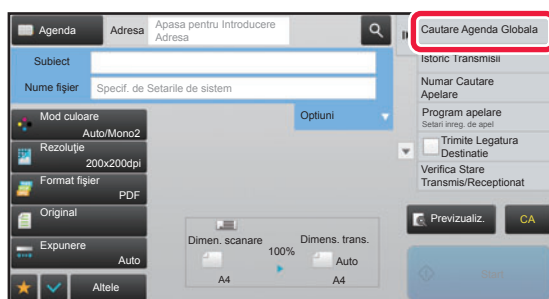 Agenda
Adresa
Apasa pentru Introducere
Adresa
Subiect
Nume fişier
Specif. de Setarile de sistem
Mod culoare
Auto/Mono2
Rezoluţie
200x200dpi
Format fişier
PDF
Original
Expunere
Auto
Altele
Optiuni
Dimen. scanare
A4
100%
Dimens. trans.
Auto
A4
Cautare Agenda Globala
Istoric Transmisii
Numar Cautare
Apelare
Program apelare
Setari inreg. de apel
Trimite Legatura
Destinatie
Verifica Stare
Transmis/Receptionat
Previzualiz.
CA
Start